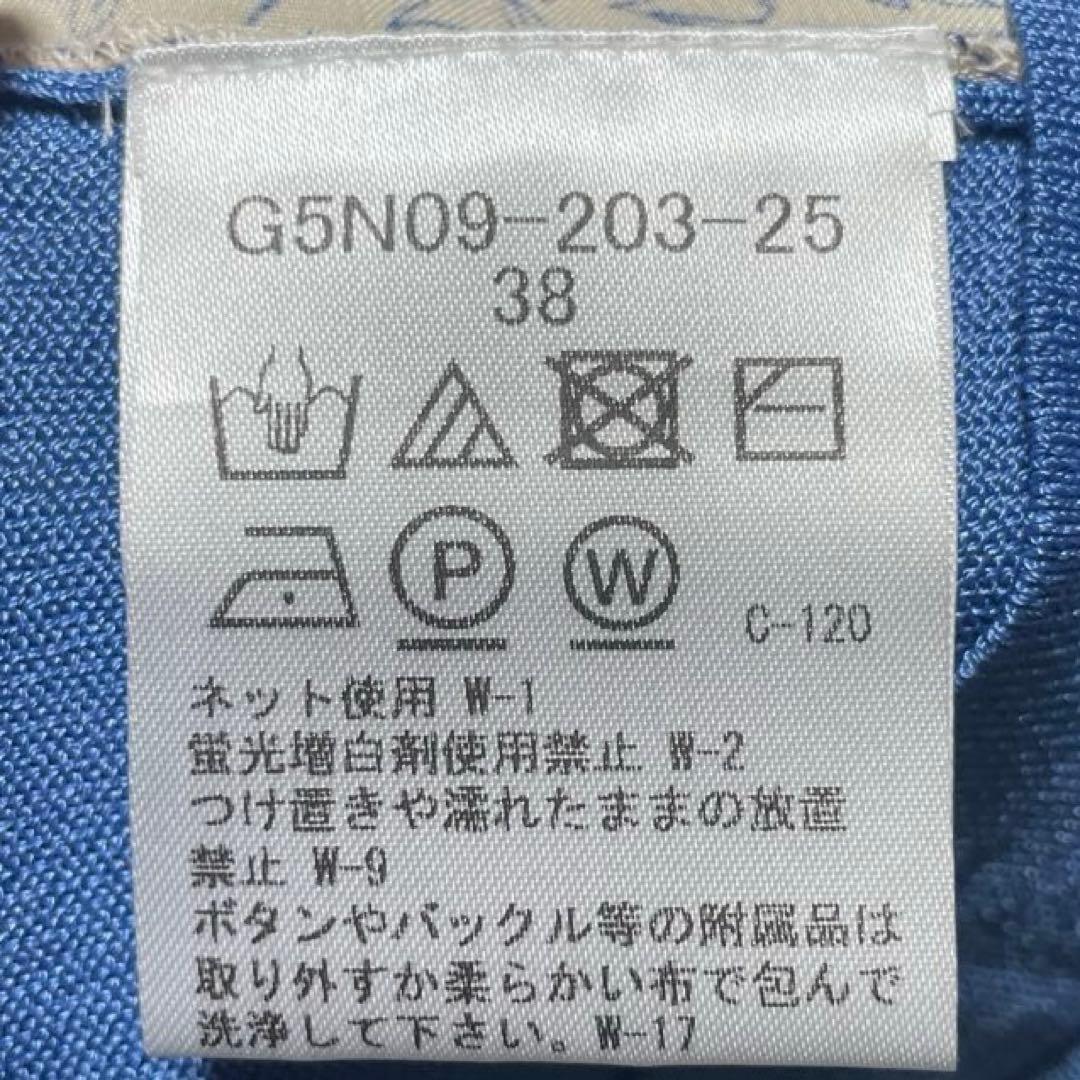 G5N09-203-25
38
P W C-120
ネット使用 W-1
蛍光増白剤使用禁止 W-2
つけ置きや濡れたままの放置
禁止 W-9
ボタンやバックル等の附属品は
取り外すか柔らかい布で包んで
洗浄して下さい。W-17